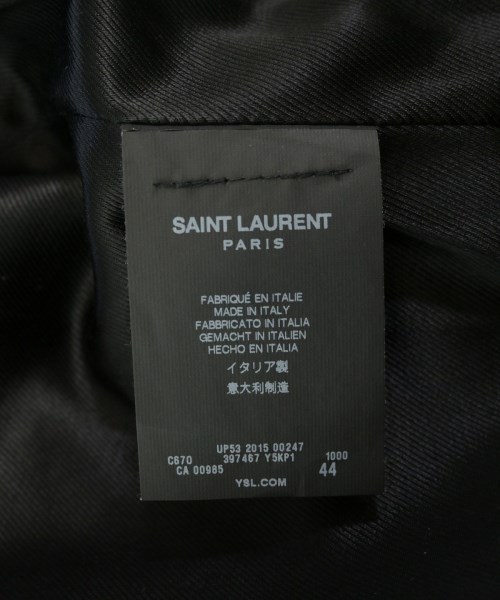 SAINT LAURENT
PARIS
FABRIQUÉ EN ITALIE
MADE IN ITALY
FABBRICATO IN ITALIA
GEMACHT IN ITALIEN
HECHO EN ITALIA
イタリア製
意大利制造
UP53 2015 00247
C670 397467 Y5KP1 1000
CA 00985 44
YSL.COM